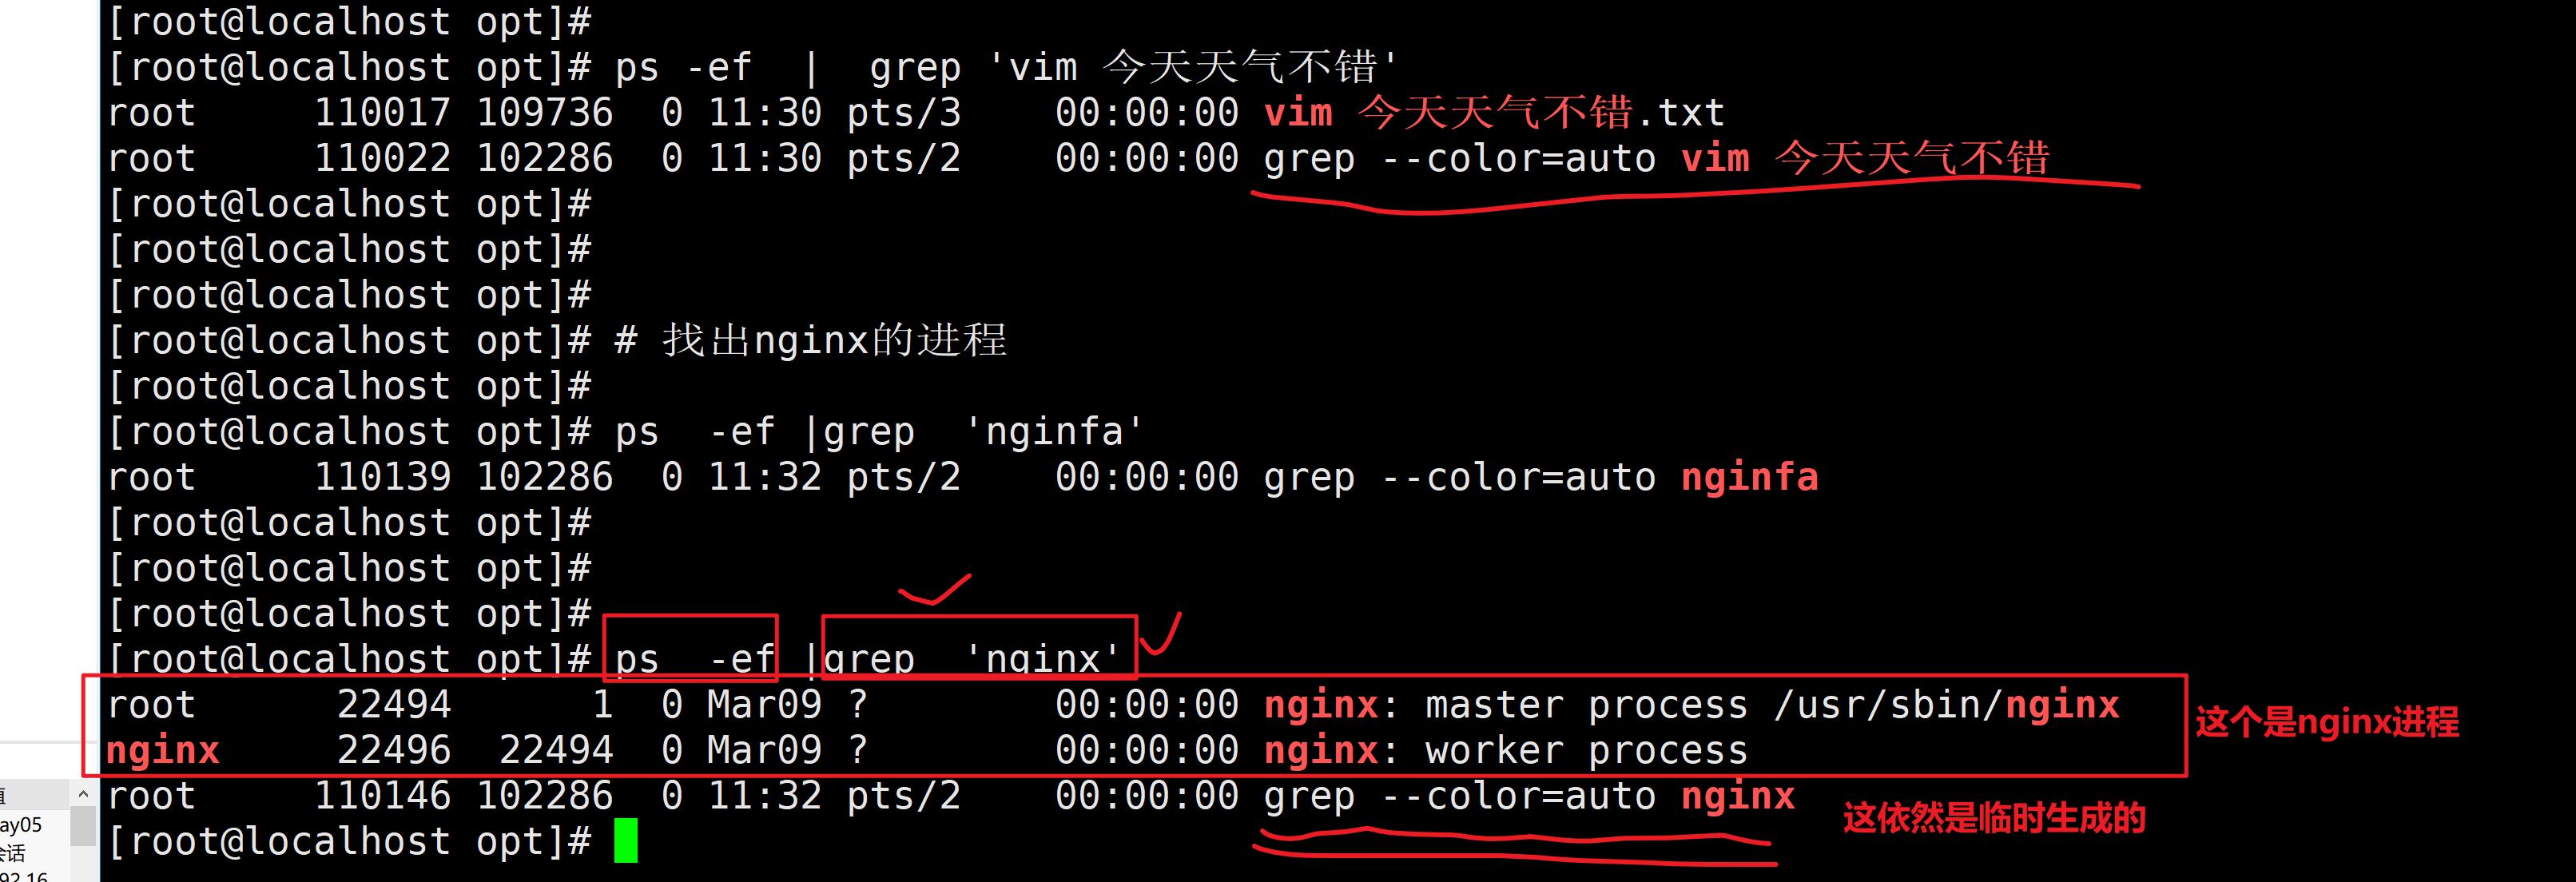 [root@localhost opt]#
[root@localhost opt]# ps -ef  |  grep 'vim 今天天气不错'
root     110017 109736  0 11:30 pts/3    00:00:00 vim 今天天气不错.txt
root     110022 102286  0 11:30 pts/2    00:00:00 grep --color=auto vim 今天天气不错
[root@localhost opt]#
[root@localhost opt]#
[root@localhost opt]#
[root@localhost opt]# # 找出nginx的进程
[root@localhost opt]#
[root@localhost opt]# ps  -ef |grep  'nginfa'
root     110139 102286  0 11:32 pts/2    00:00:00 grep --color=auto nginfa
[root@localhost opt]#
[root@localhost opt]#
[root@localhost opt]#
[root@localhost opt]# ps  -ef |grep  'nginx'
root      22494      1  0 Mar09 ?        00:00:00 nginx: master process /usr/sbin/nginx
这个是nginx进程
nginx     22496  22494  0 Mar09 ?        00:00:00 nginx: worker process
root     110146 102286  0 11:32 pts/2    00:00:00 grep --color=auto nginx
这依然是临时生成的
[root@localhost opt]#
ay05
会话
92.16